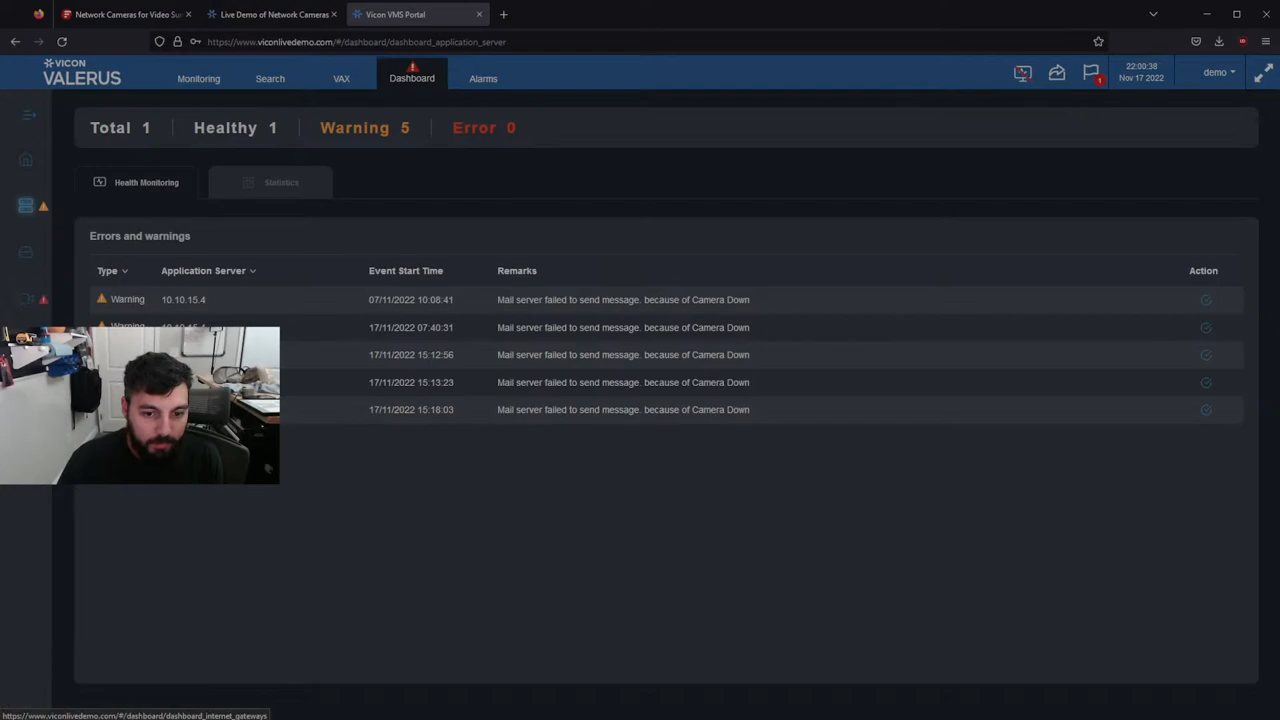 Network Cameras for Video Sur
Live Demo of Network Cameras
Vicon VMS Portal
https://www.viconlivedemo.com/#/dashboard/dashboard_application_server
VICON
VALERUS
Monitoring
Search
VAX
Dashboard
Alarms
1
22:00:38
Nov 17 2022
demo
Total 1
Healthy 1
Warning 5
Error 0
Health Monitoring
Statistics
Errors and warnings
Type
Application Server
Event Start Time
Remarks
Action
Warning 10.10.15.4 07/11/2022 10:08:41 Mail server failed to send message. because of Camera Down
Warning 10.10.15.4 17/11/2022 07:40:31 Mail server failed to send message. because of Camera Down
17/11/2022 15:12:56 Mail server failed to send message. because of Camera Down
17/11/2022 15:13:23 Mail server failed to send message. because of Camera Down
17/11/2022 15:18:03 Mail server failed to send message. because of Camera Down
https://www.viconlivedemo.com/#/dashboard/dashboard_internet_gateways